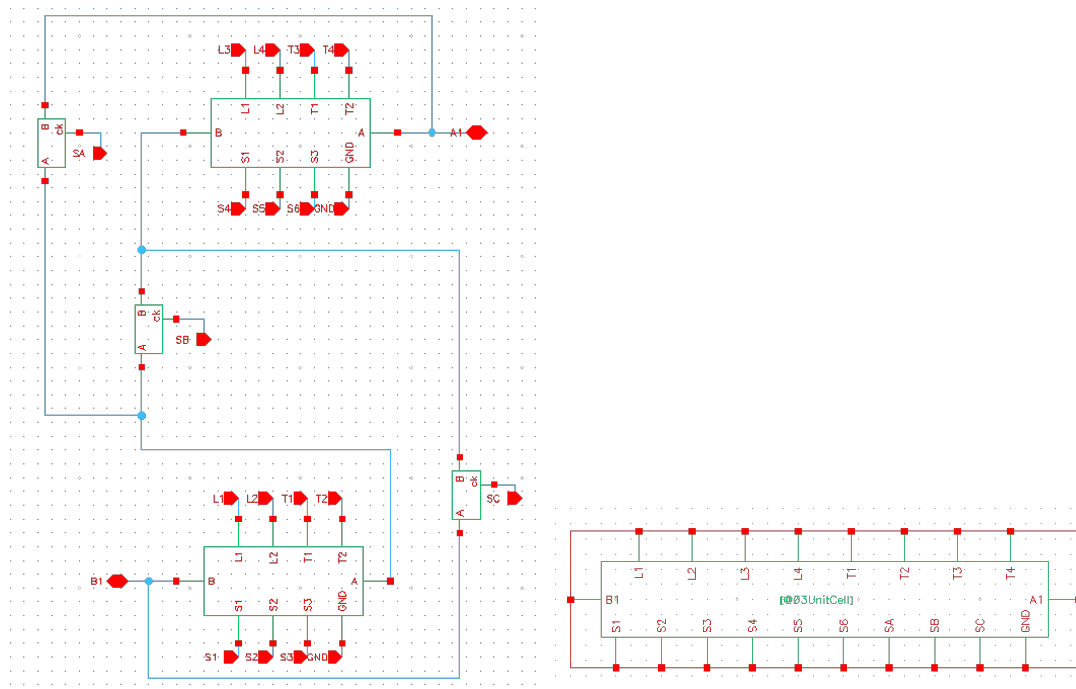 L3 L4 T3 T4
L1 L2 T1 T2
B ck A
SA
B A
A1
S1 S2 S3 GND
S4 S5 S6 GND
B ck A
SB
L1 L2 T1 T2
B ck A
SC
L1 L2 T1 T2
B1
B A
S1 S2 S3 GND
S1 S2 S3 GND
L1 L2 L3 L4 T1 T2 T3 T4
B1 [@03UnitCell] A1
S1 S2 S3 S4 S5 S6 SA SB SC GND